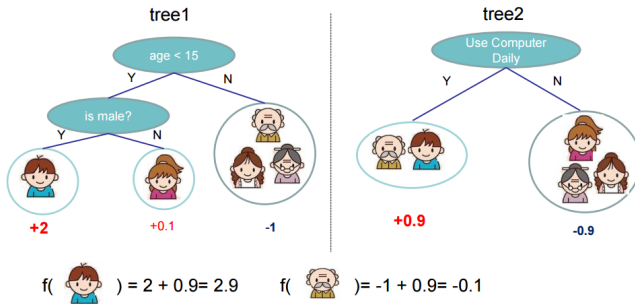 tree1
tree2
age < 15
Use Computer
Daily
Y
N
Y
N
is male?
Y
N
+2
+0.1
-1
+0.9
-0.9
f( ) = 2 + 0.9= 2.9
f( )= -1 + 0.9= -0.1